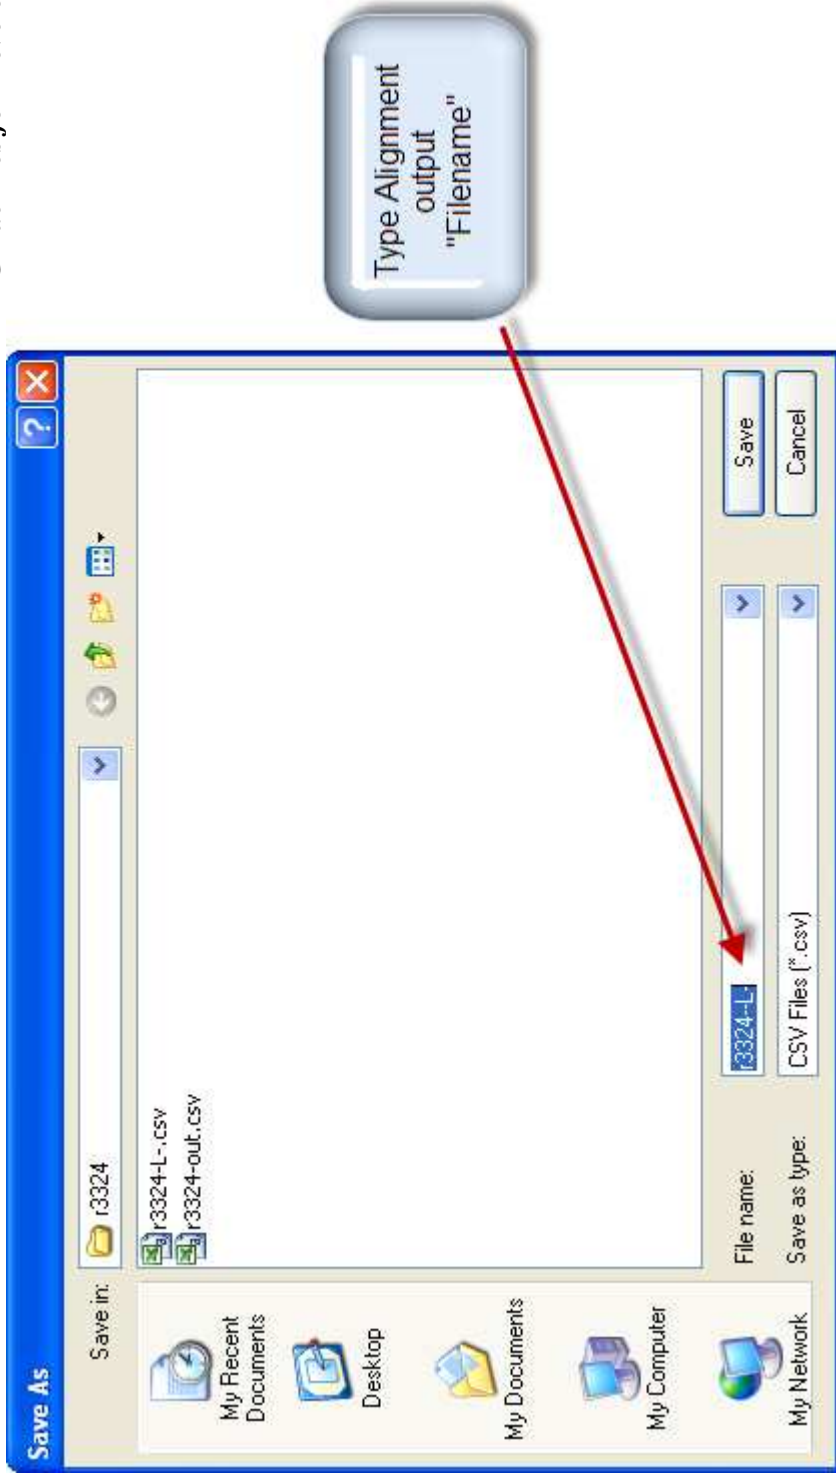 Save As
Save in:
r3324
My Recent
Documents
Desktop
My Documents
My Computer
My Network
r3324-L-.csv
r3324-out.csv
File name:
r3324--L-
Save
Save as type:
CSV Files (*.csv)
Cancel
Type Alignment
output
"Filename"